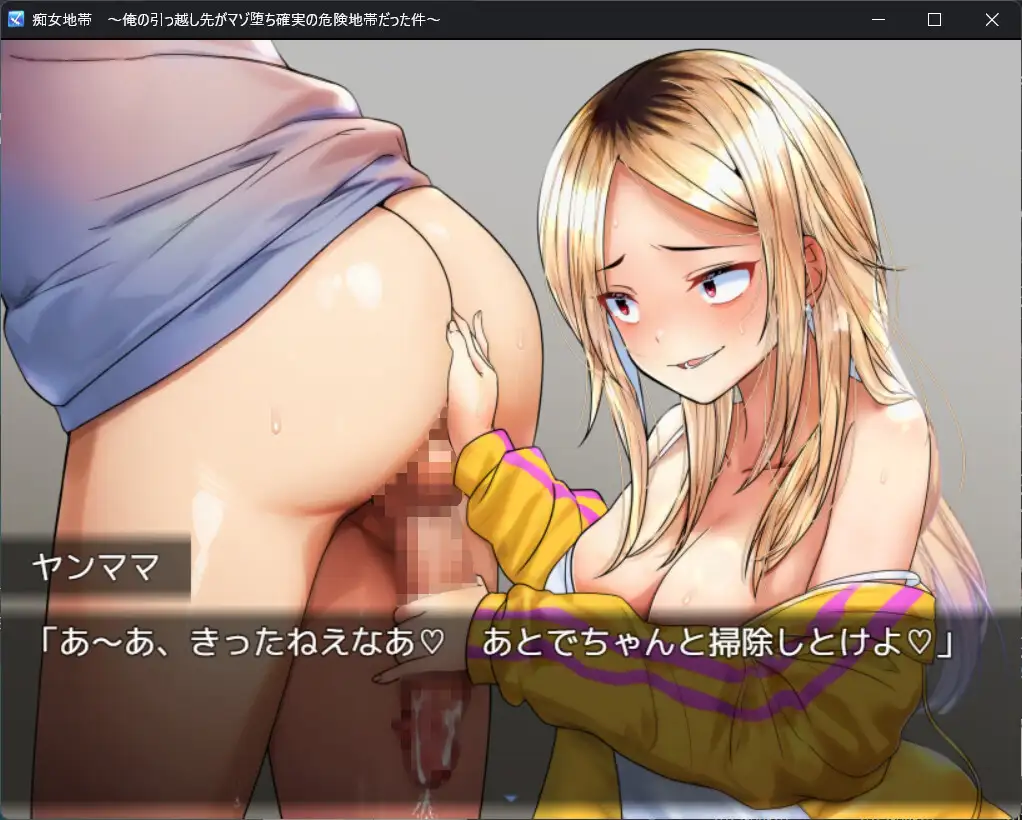 痴女地帯　～俺の引っ越し先がマゾ堕ち確実の危険地帯だった件～
ヤンママ
「あ～あ、きったねえなあ♡　あとでちゃんと掃除しとけよ♡」